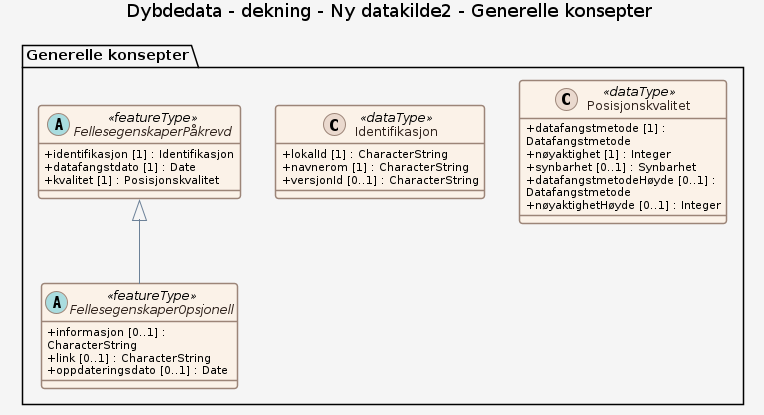 Dybdedata - dekning - Ny datakilde2 - Generelle konsepter
Generelle konsepter
A
«featureType»
FellesegenskaperPåkrevd
+identifikasjon [1] : Identifikasjon
+datafangstdato [1] : Date
+kvalitet [1] : Posisjonskvalitet
C
«dataType»
Identifikasjon
+lokalId [1] : CharacterString
+navnerom [1] : CharacterString
+versjonId [0..1] : CharacterString
C
«dataType»
Posisjonskvalitet
+datafangstmetode [1] :
Datafangstmetode
+nøyaktighet [1] : Integer
+synbarhet [0..1] : Synbarhet
+datafangstmetodeHøyde [0..1] :
Datafangstmetode
+nøyaktighetHøyde [0..1] : Integer
A
«featureType»
FellesegenskaperOpsjonell
+informasjon [0..1] :
CharacterString
+link [0..1] : CharacterString
+oppdateringsdato [0..1] : Date